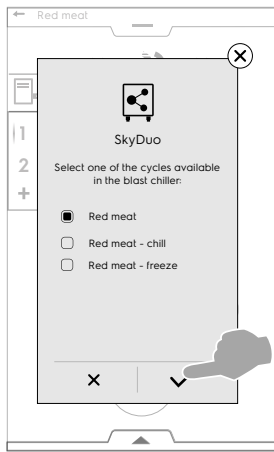 Red meat
SkyDuo
Select one of the cycles available
in the blast chiller:
Red meat
Red meat - chill
Red meat - freeze
1
2
+